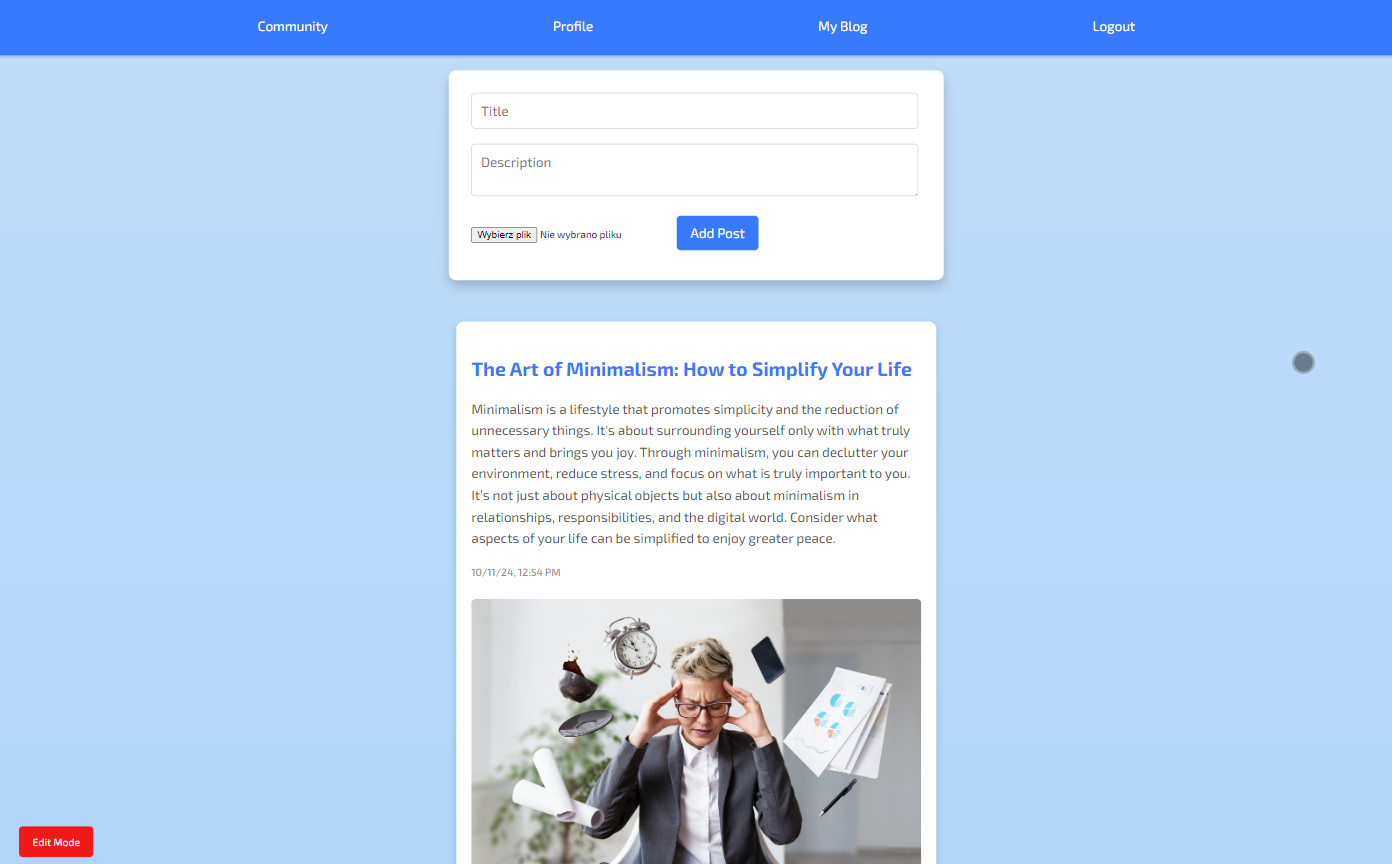 Community Profile My Blog Logout
Title
Description
Wybierz plik Nie wybrano pliku Add Post
The Art of Minimalism: How to Simplify Your Life
Minimalism is a lifestyle that promotes simplicity and the reduction of
unnecessary things. It's about surrounding yourself only with what truly
matters and brings you joy. Through minimalism, you can declutter your
environment, reduce stress, and focus on what is truly important to you.
It's not just about physical objects but also about minimalism in
relationships, responsibilities, and the digital world. Consider what
aspects of your life can be simplified to enjoy greater peace.
10/11/24, 12:54 PM
Edit Mode